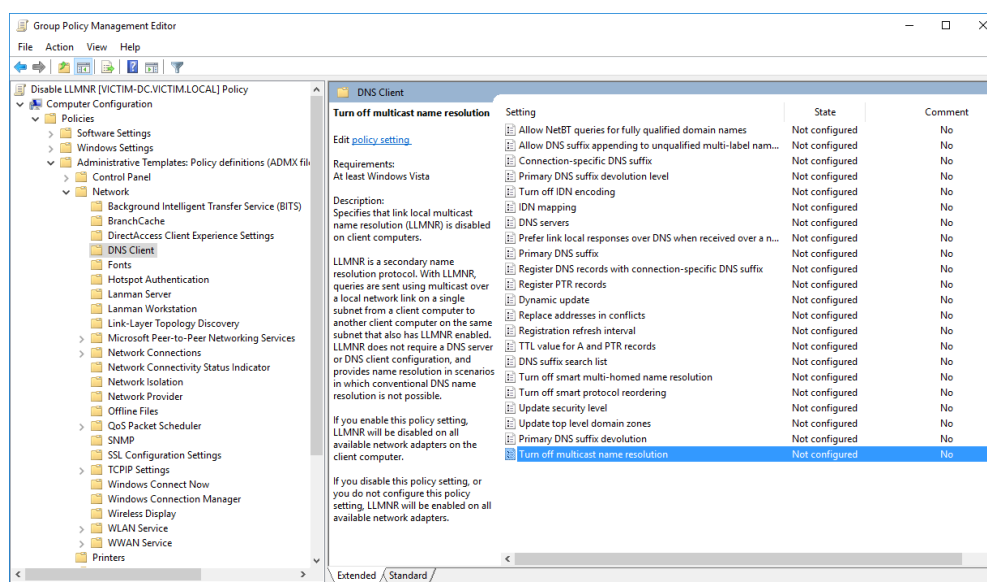 Group Policy Management Editor
File Action View Help
Disable LLMNR [VICTIM-DC.VICTIM.LOCAL] Policy
Computer Configuration
Policies
Software Settings
Windows Settings
Administrative Templates: Policy definitions (ADMX file
Control Panel
Network
Background Intelligent Transfer Service (BITS)
BranchCache
DirectAccess Client Experience Settings
DNS Client
Fonts
Hotspot Authentication
Lanman Server
Lanman Workstation
Link-Layer Topology Discovery
Microsoft Peer-to-Peer Networking Services
Network Connections
Network Connectivity Status Indicator
Network Isolation
Network Provider
Offline Files
QoS Packet Scheduler
SNMP
SSL Configuration Settings
TCPIP Settings
Windows Connect Now
Windows Connection Manager
Wireless Display
WLAN Service
WWAN Service
Printers
DNS Client
Turn off multicast name resolution
Edit policy setting
Requirements:
At least Windows Vista
Description:
Specifies that link local multicast
name resolution (LLMNR) is disabled
on client computers.
LLMNR is a secondary name
resolution protocol. With LLMNR,
queries are sent using multicast over
a local network link on a single
subnet from a client computer to
another client computer on the same
subnet that also has LLMNR enabled.
LLMNR does not require a DNS server
or DNS client configuration, and
provides name resolution in scenarios
in which conventional DNS name
resolution is not possible.
If you enable this policy setting,
LLMNR will be disabled on all
available network adapters on the
client computer.
If you disable this policy setting, or
you do not configure this policy
setting, LLMNR will be enabled on all
available network adapters.
Setting State Comment
Allow NetBT queries for fully qualified domain names Not configured No
Allow DNS suffix appending to unqualified multi-label nam... Not configured No
Connection-specific DNS suffix Not configured No
Primary DNS suffix devolution level Not configured No
Turn off IDN encoding Not configured No
IDN mapping Not configured No
DNS servers Not configured No
Prefer link local responses over DNS when received over a n... Not configured No
Primary DNS suffix Not configured No
Register DNS records with connection-specific DNS suffix Not configured No
Register PTR records Not configured No
Dynamic update Not configured No
Replace addresses in conflicts Not configured No
Registration refresh interval Not configured No
TTL value for A and PTR records Not configured No
DNS suffix search list Not configured No
Turn off smart multi-homed name resolution Not configured No
Turn off smart protocol reordering Not configured No
Update security level Not configured No
Update top level domain zones Not configured No
Primary DNS suffix devolution Not configured No
Turn off multicast name resolution Not configured No
Extended Standard